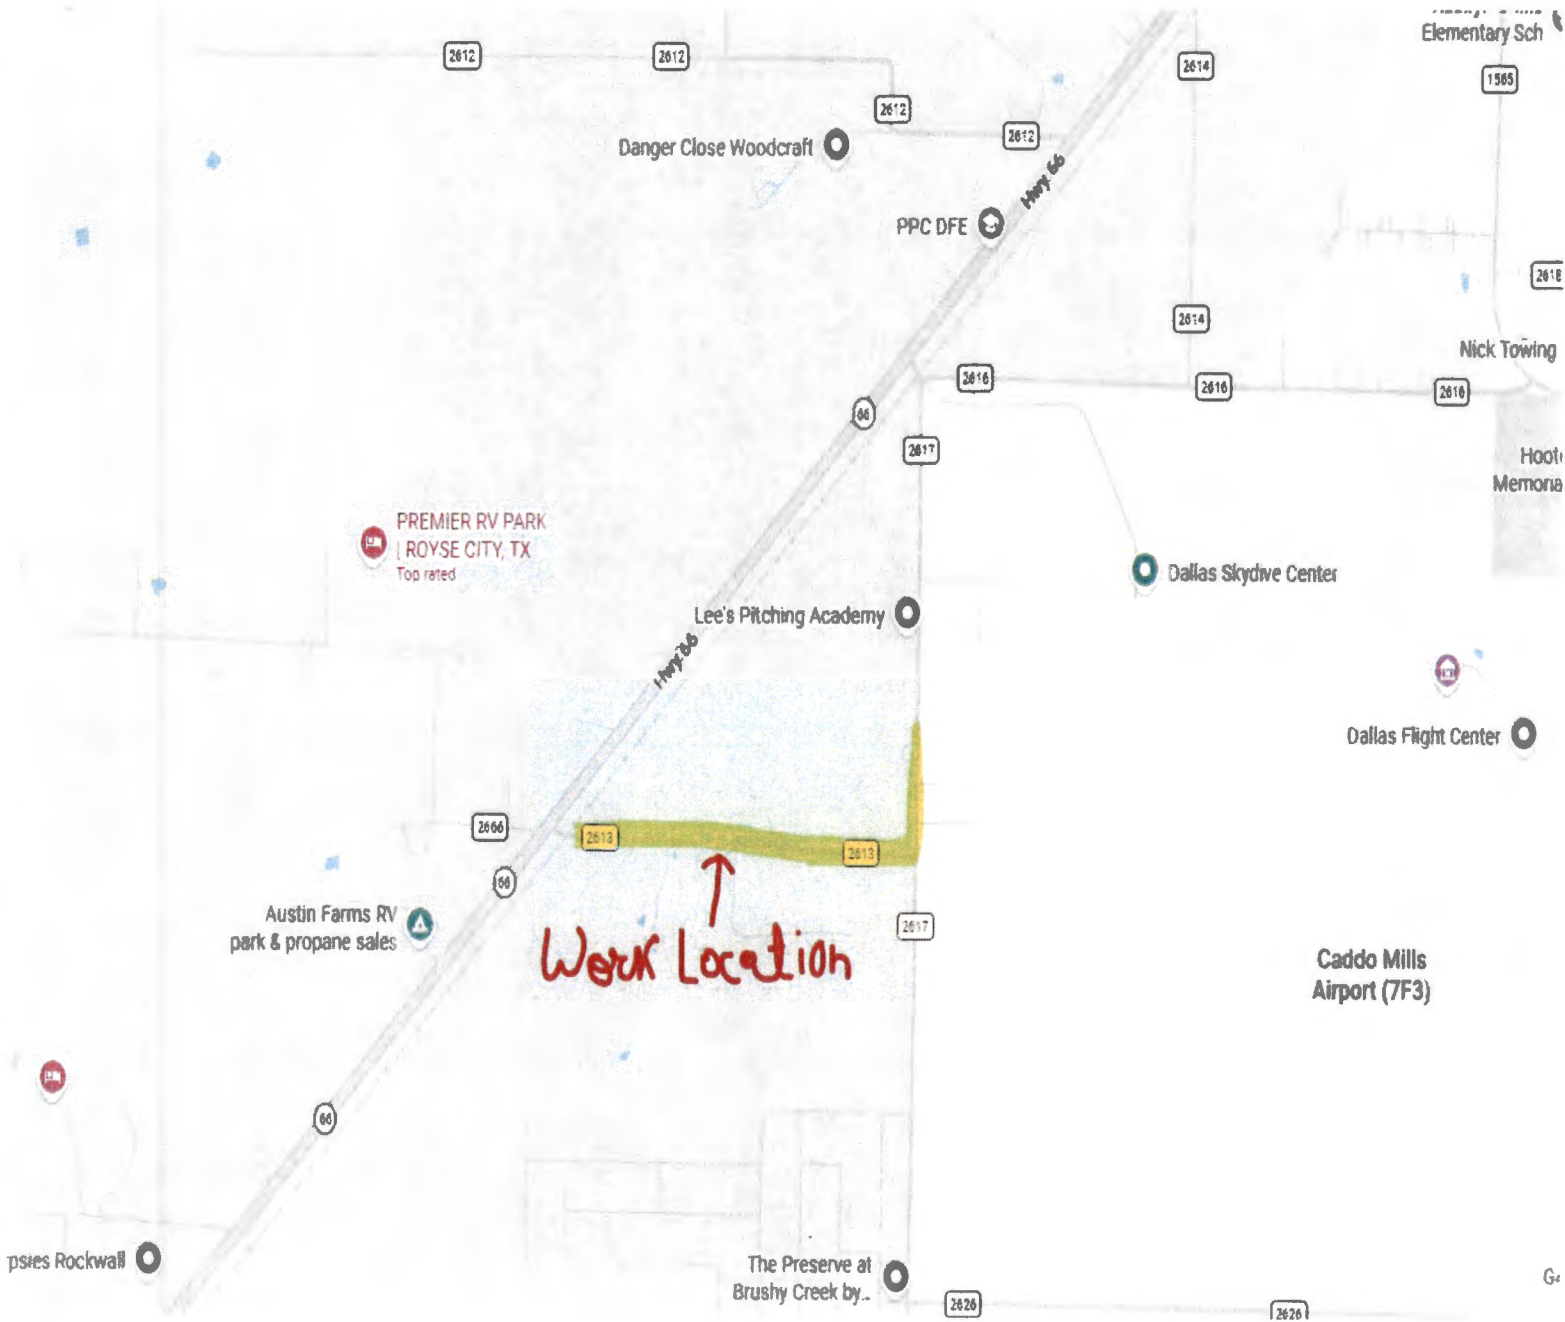 Elementary Sch
2612
2612
2614
1565
2612
2612
Danger Close Woodcraft
Hwy 66
PPC DFE
2614
Nick Towing
2616
2616
2616
66
2617
Memoria
PREMIER RV PARK
| ROYSE CITY, TX
Top rated
Dallas Skydive Center
Lee's Pitching Academy
Hwy 66
Dallas Flight Center
2666
2613
2613
66
Austin Farms RV
park & propane sales
2617
Work Location
Caddo Mills
Airport (7F3)
66
psies Rockwall
The Preserve at
Brushy Creek by...
2626
2626